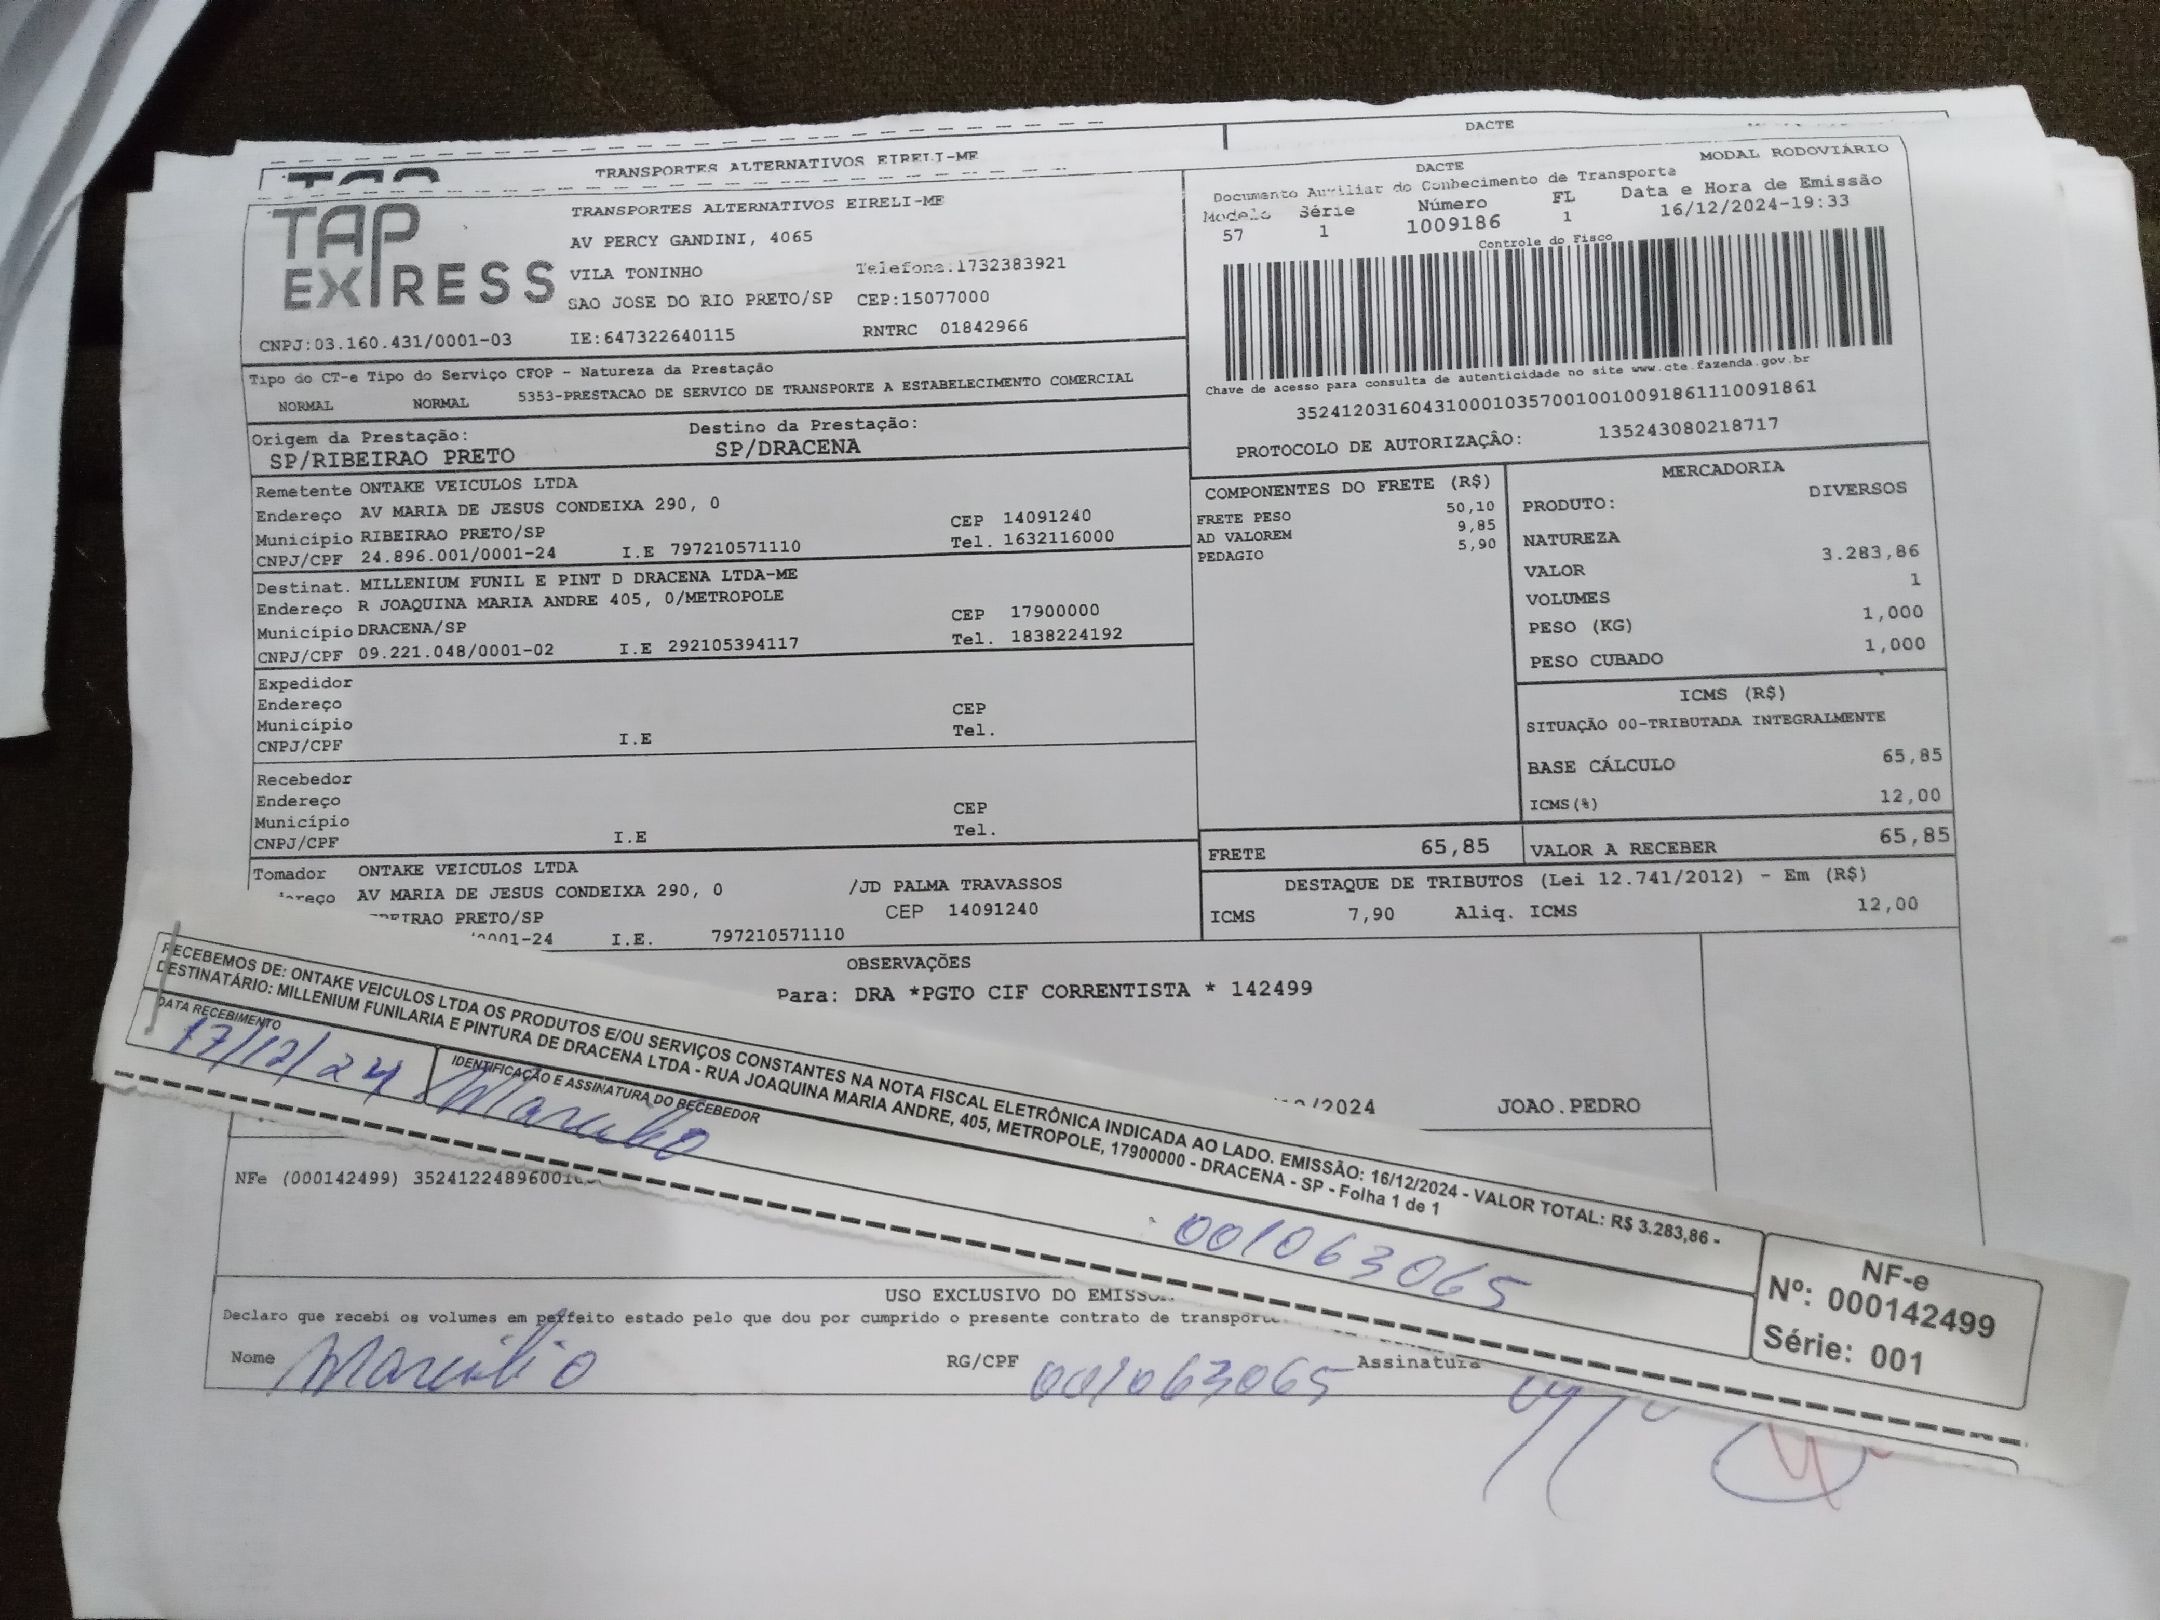 DACTE
TRANSPORTES ALTERNATIVOS EIRELI-ME
TAP EXPRESS
TRANSPORTES ALTERNATIVOS EIRELI-ME
AV PERCY GANDINI, 4065
VILA TONINHO Telefone:1732383921
SAO JOSE DO RIO PRETO/SP CEP:15077000
CNPJ:03.160.431/0001-03 IE:647322640115 RNTRC 01842966
DACTE MODAL RODOVIÁRIO
Documento Auxiliar do Conhecimento de Transporte
Modelo Série Número FL Data e Hora de Emissão
57 1 1009186 1 16/12/2024-19:33
Controle do Fisco
Chave de acesso para consulta de autenticidade no site www.cte.fazenda.gov.br
35241203160431000103570010010091861110091861
PROTOCOLO DE AUTORIZAÇÃO: 135243080218717
Tipo do CT-e Tipo do Serviço CFOP - Natureza da Prestação
NORMAL NORMAL 5353-PRESTACAO DE SERVICO DE TRANSPORTE A ESTABELECIMENTO COMERCIAL
Origem da Prestação: Destino da Prestação:
SP/RIBEIRAO PRETO SP/DRACENA
Remetente ONTAKE VEICULOS LTDA
Endereço AV MARIA DE JESUS CONDEIXA 290, 0
Município RIBEIRAO PRETO/SP CEP 14091240
CNPJ/CPF 24.896.001/0001-24 I.E 797210571110 Tel. 1632116000
Destinat. MILLENIUM FUNIL E PINT D DRACENA LTDA-ME
Endereço R JOAQUINA MARIA ANDRE 405, 0/METROPOLE
Município DRACENA/SP CEP 17900000
CNPJ/CPF 09.221.048/0001-02 I.E 292105394117 Tel. 1838224192
Expedidor
Endereço
Município CEP
CNPJ/CPF I.E Tel.
Recebedor
Endereço
Município CEP
CNPJ/CPF I.E Tel.
Tomador ONTAKE VEICULOS LTDA
AV MARIA DE JESUS CONDEIXA 290, 0 /JD PALMA TRAVASSOS
PRETO/SP CEP 14091240
I.E. 797210571110
COMPONENTES DO FRETE (R$)
FRETE PESO 50,10
AD VALOREM 9,85
PEDAGIO 5,90
FRETE 65,85
MERCADORIA
PRODUTO: DIVERSOS
NATUREZA
VALOR 3.283,86
VOLUMES 1
PESO (KG) 1,000
PESO CUBADO 1,000
ICMS (R$)
SITUAÇÃO 00-TRIBUTADA INTEGRALMENTE
BASE CÁLCULO 65,85
ICMS(%) 12,00
VALOR A RECEBER 65,85
DESTAQUE DE TRIBUTOS (Lei 12.741/2012) - Em (R$)
ICMS 7,90 Aliq. ICMS 12,00
OBSERVAÇÕES
Para: DRA *PGTO CIF CORRENTISTA * 142499
/2024 JOAO.PEDRO
RECEBEMOS DE: ONTAKE VEICULOS LTDA OS PRODUTOS E/OU SERVIÇOS CONSTANTES NA NOTA FISCAL ELETRÔNICA INDICADA AO LADO. EMISSÃO: 16/12/2024 - VALOR TOTAL: R$ 3.283,86 -
DESTINATÁRIO: MILLENIUM FUNILARIA E PINTURA DE DRACENA LTDA - RUA JOAQUINA MARIA ANDRE, 405, METROPOLE, 17900000 - DRACENA - SP - Folha 1 de 1
DATA RECEBIMENTO IDENTIFICAÇÃO E ASSINATURA DO RECEBEDOR
17/12/24 Marcilio 001063065
NF-e
Nº: 000142499
Série: 001
NFe (000142499)
USO EXCLUSIVO DO
Declaro que recebi os volumes em perfeito estado pelo que dou por cumprido o presente contrato de
Nome Marcilio RG/CPF 001063065 Assinatura